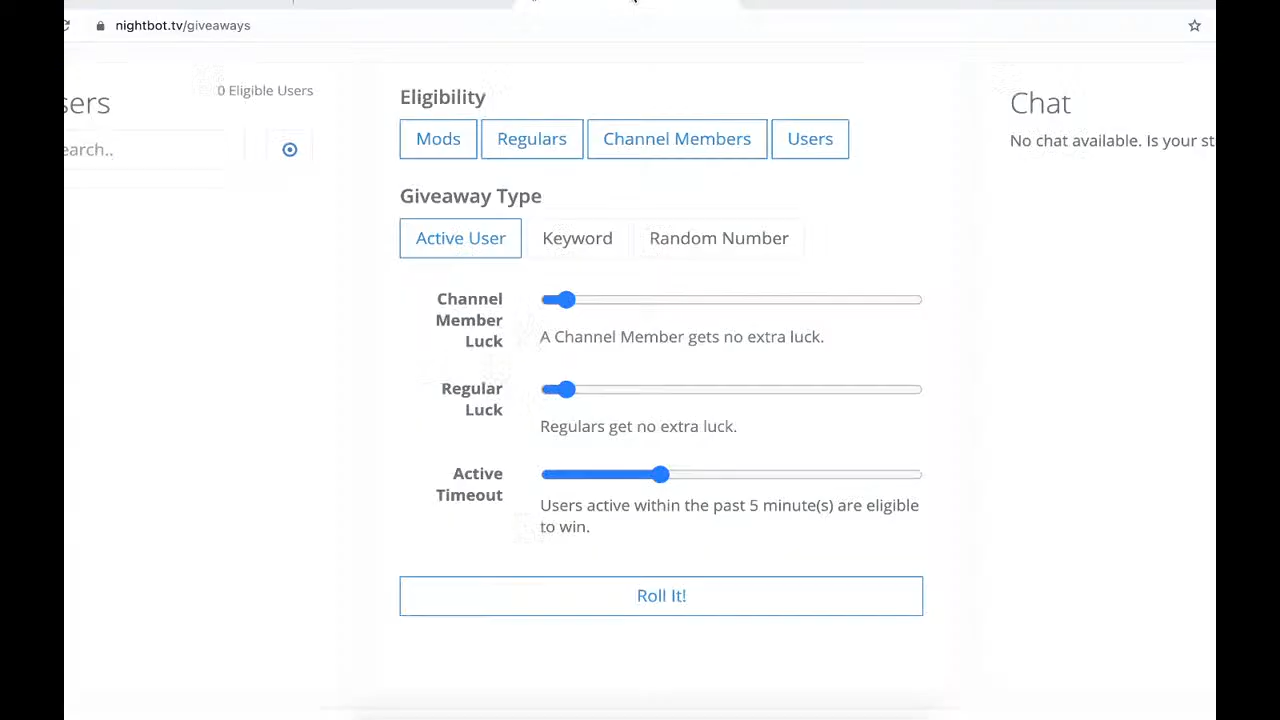 nightbot.tv/giveaways
sers
0 Eligible Users
earch..
Eligibility
Mods
Regulars
Channel Members
Users
Giveaway Type
Active User
Keyword
Random Number
Channel
Member
Luck
A Channel Member gets no extra luck.
Regular
Luck
Regulars get no extra luck.
Active
Timeout
Users active within the past 5 minute(s) are eligible
to win.
Roll It!
Chat
No chat available. Is your st